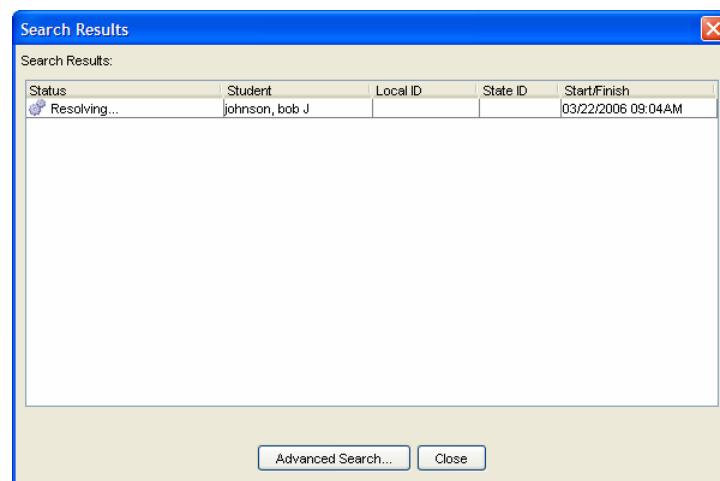 Search Results
Search Results:
Status Student Local ID State ID Start/Finish
Resolving... johnson, bob J 03/22/2006 09:04AM
Advanced Search... Close